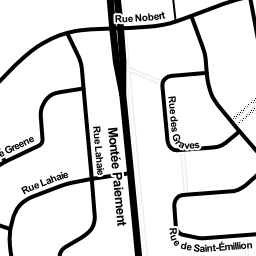 Rue Nobert
Rue des Graves
Greene
Rue Lahaie
Montée Paiement
Rue Lahaie
Rue de Saint-Émillion